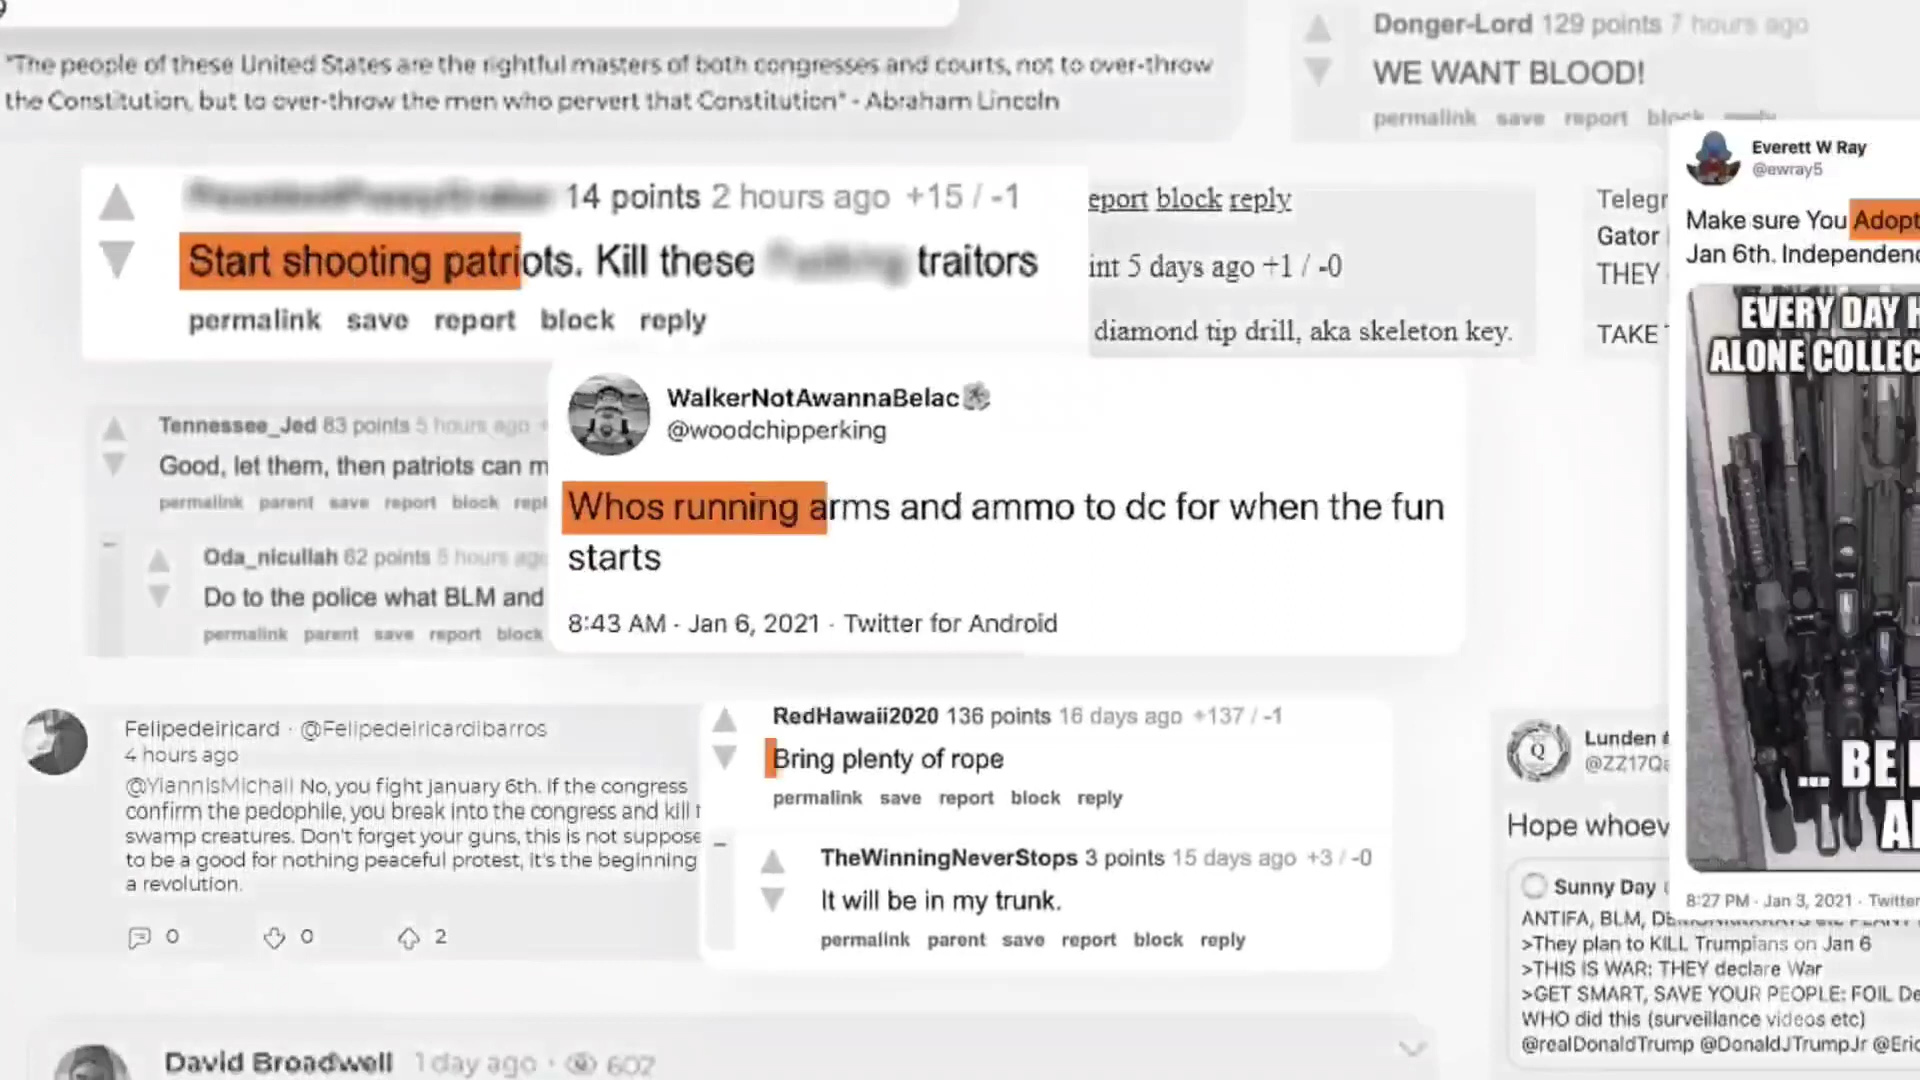 "The people of these United States are the rightful masters of both congresses and courts, not to over-throw
the Constitution, but to over-throw the men who pervert that Constitution" - Abraham Lincoln
Donger-Lord 129 points 7 hours ago
WE WANT BLOOD!
permalink save report block reply
14 points 2 hours ago +15 / -1
Start shooting patriots. Kill these traitors
permalink save report block reply
eport block reply
int 5 days ago +1 / -0
diamond tip drill, aka skeleton key.
Telegr
Gator
THEY
TAKE
Everett W Ray
@ewray5
Make sure You Adopt
Jan 6th. Independenc
EVERY DAY H
ALONE COLLEC
... BE
A
8:27 PM · Jan 3, 2021 · Twitter
Tennessee_Jed 83 points 5 hours ago +
Good, let them, then patriots can m
permalink parent save report block repl
Oda_nicullah 62 points 5 hours ago
Do to the police what BLM and
permalink parent save report block
WalkerNotAwannaBelac
@woodchipperking
Whos running arms and ammo to dc for when the fun
starts
8:43 AM · Jan 6, 2021 · Twitter for Android
Felipedeiricard · @Felipedeiricardibarros
4 hours ago
@YiannisMichail No, you fight january 6th. If the congress
confirm the pedophile, you break into the congress and kill t
swamp creatures. Don't forget your guns, this is not suppose
to be a good for nothing peaceful protest, it's the beginning
a revolution.
0 0 2
RedHawaii2020 136 points 16 days ago +137 / -1
Bring plenty of rope
permalink save report block reply
TheWinningNeverStops 3 points 15 days ago +3 / -0
It will be in my trunk.
permalink parent save report block reply
Q
Lunden
@ZZ17Q
Hope whoev
Sunny Day
ANTIFA, BLM,
>They plan to KILL Trumpians on Jan 6
>THIS IS WAR: THEY declare War
>GET SMART, SAVE YOUR PEOPLE: FOIL De
WHO did this (surveillance videos etc)
@realDonaldTrump @DonaldJTrumpJr @Eric
David Broadwell 1 day ago · 602